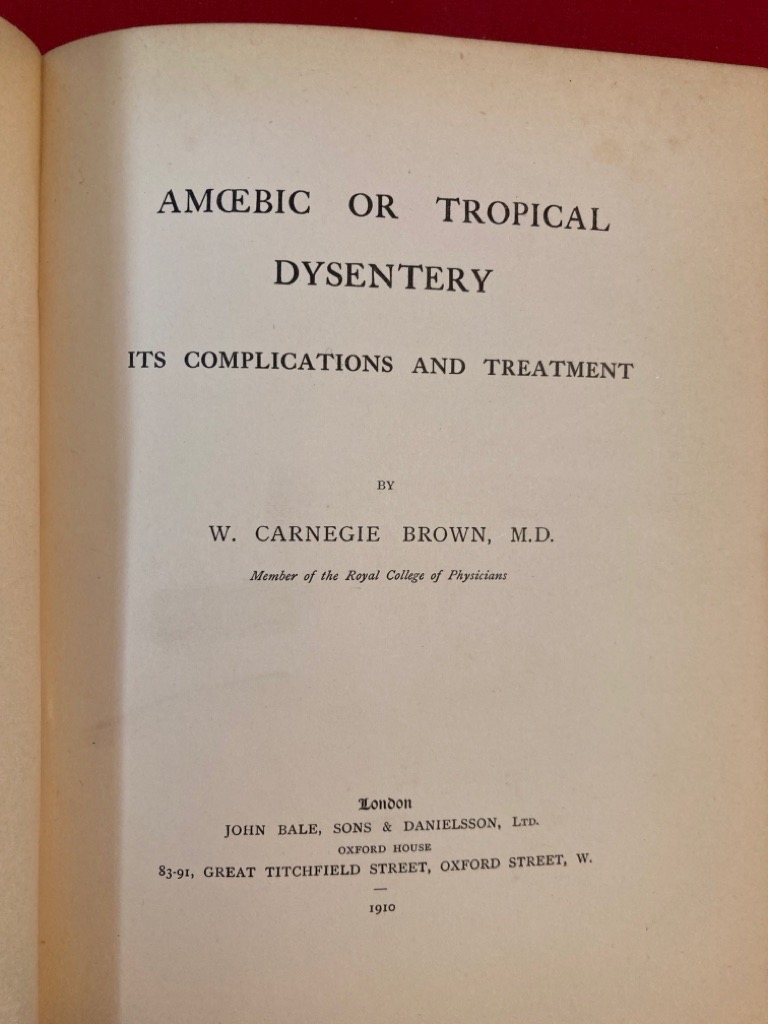 AMŒBIC OR TROPICAL
DYSENTERY
ITS COMPLICATIONS AND TREATMENT
BY
W. CARNEGIE BROWN, M.D.
Member of the Royal College of Physicians
London
JOHN BALE, SONS & DANIELSSON, LTD.
OXFORD HOUSE
83-91, GREAT TITCHFIELD STREET, OXFORD STREET, W.
—
1910